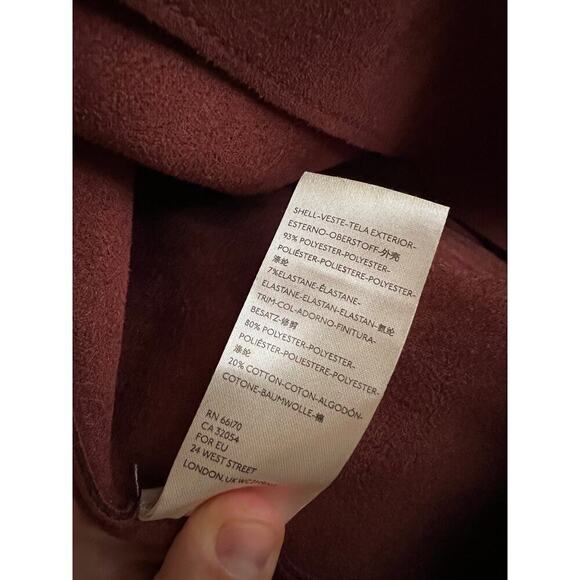 SHELL-VESTE-TELA EXTERIOR-
ESTERNO-OBERSTOFF-外壳
93% POLYESTER-POLYESTER-
POLIÉSTER-POLIESTERE-POLYESTER-
涤纶
7%ELASTANE-ÉLASTANE-
ELASTANE-ELASTAN-ELASTAN-氨纶
TRIM-COL-ADORNO-FINITURA-
BESATZ-修剪
80% POLYESTER-POLYESTER-
POLIÉSTER-POLIESTERE-POLYESTER-
涤纶
20% COTTON-COTON-ALGODÓN-
COTONE-BAUMWOLLE-棉
RN 66170
CA 32054
FOR EU
24 WEST STREET
LONDON, UK